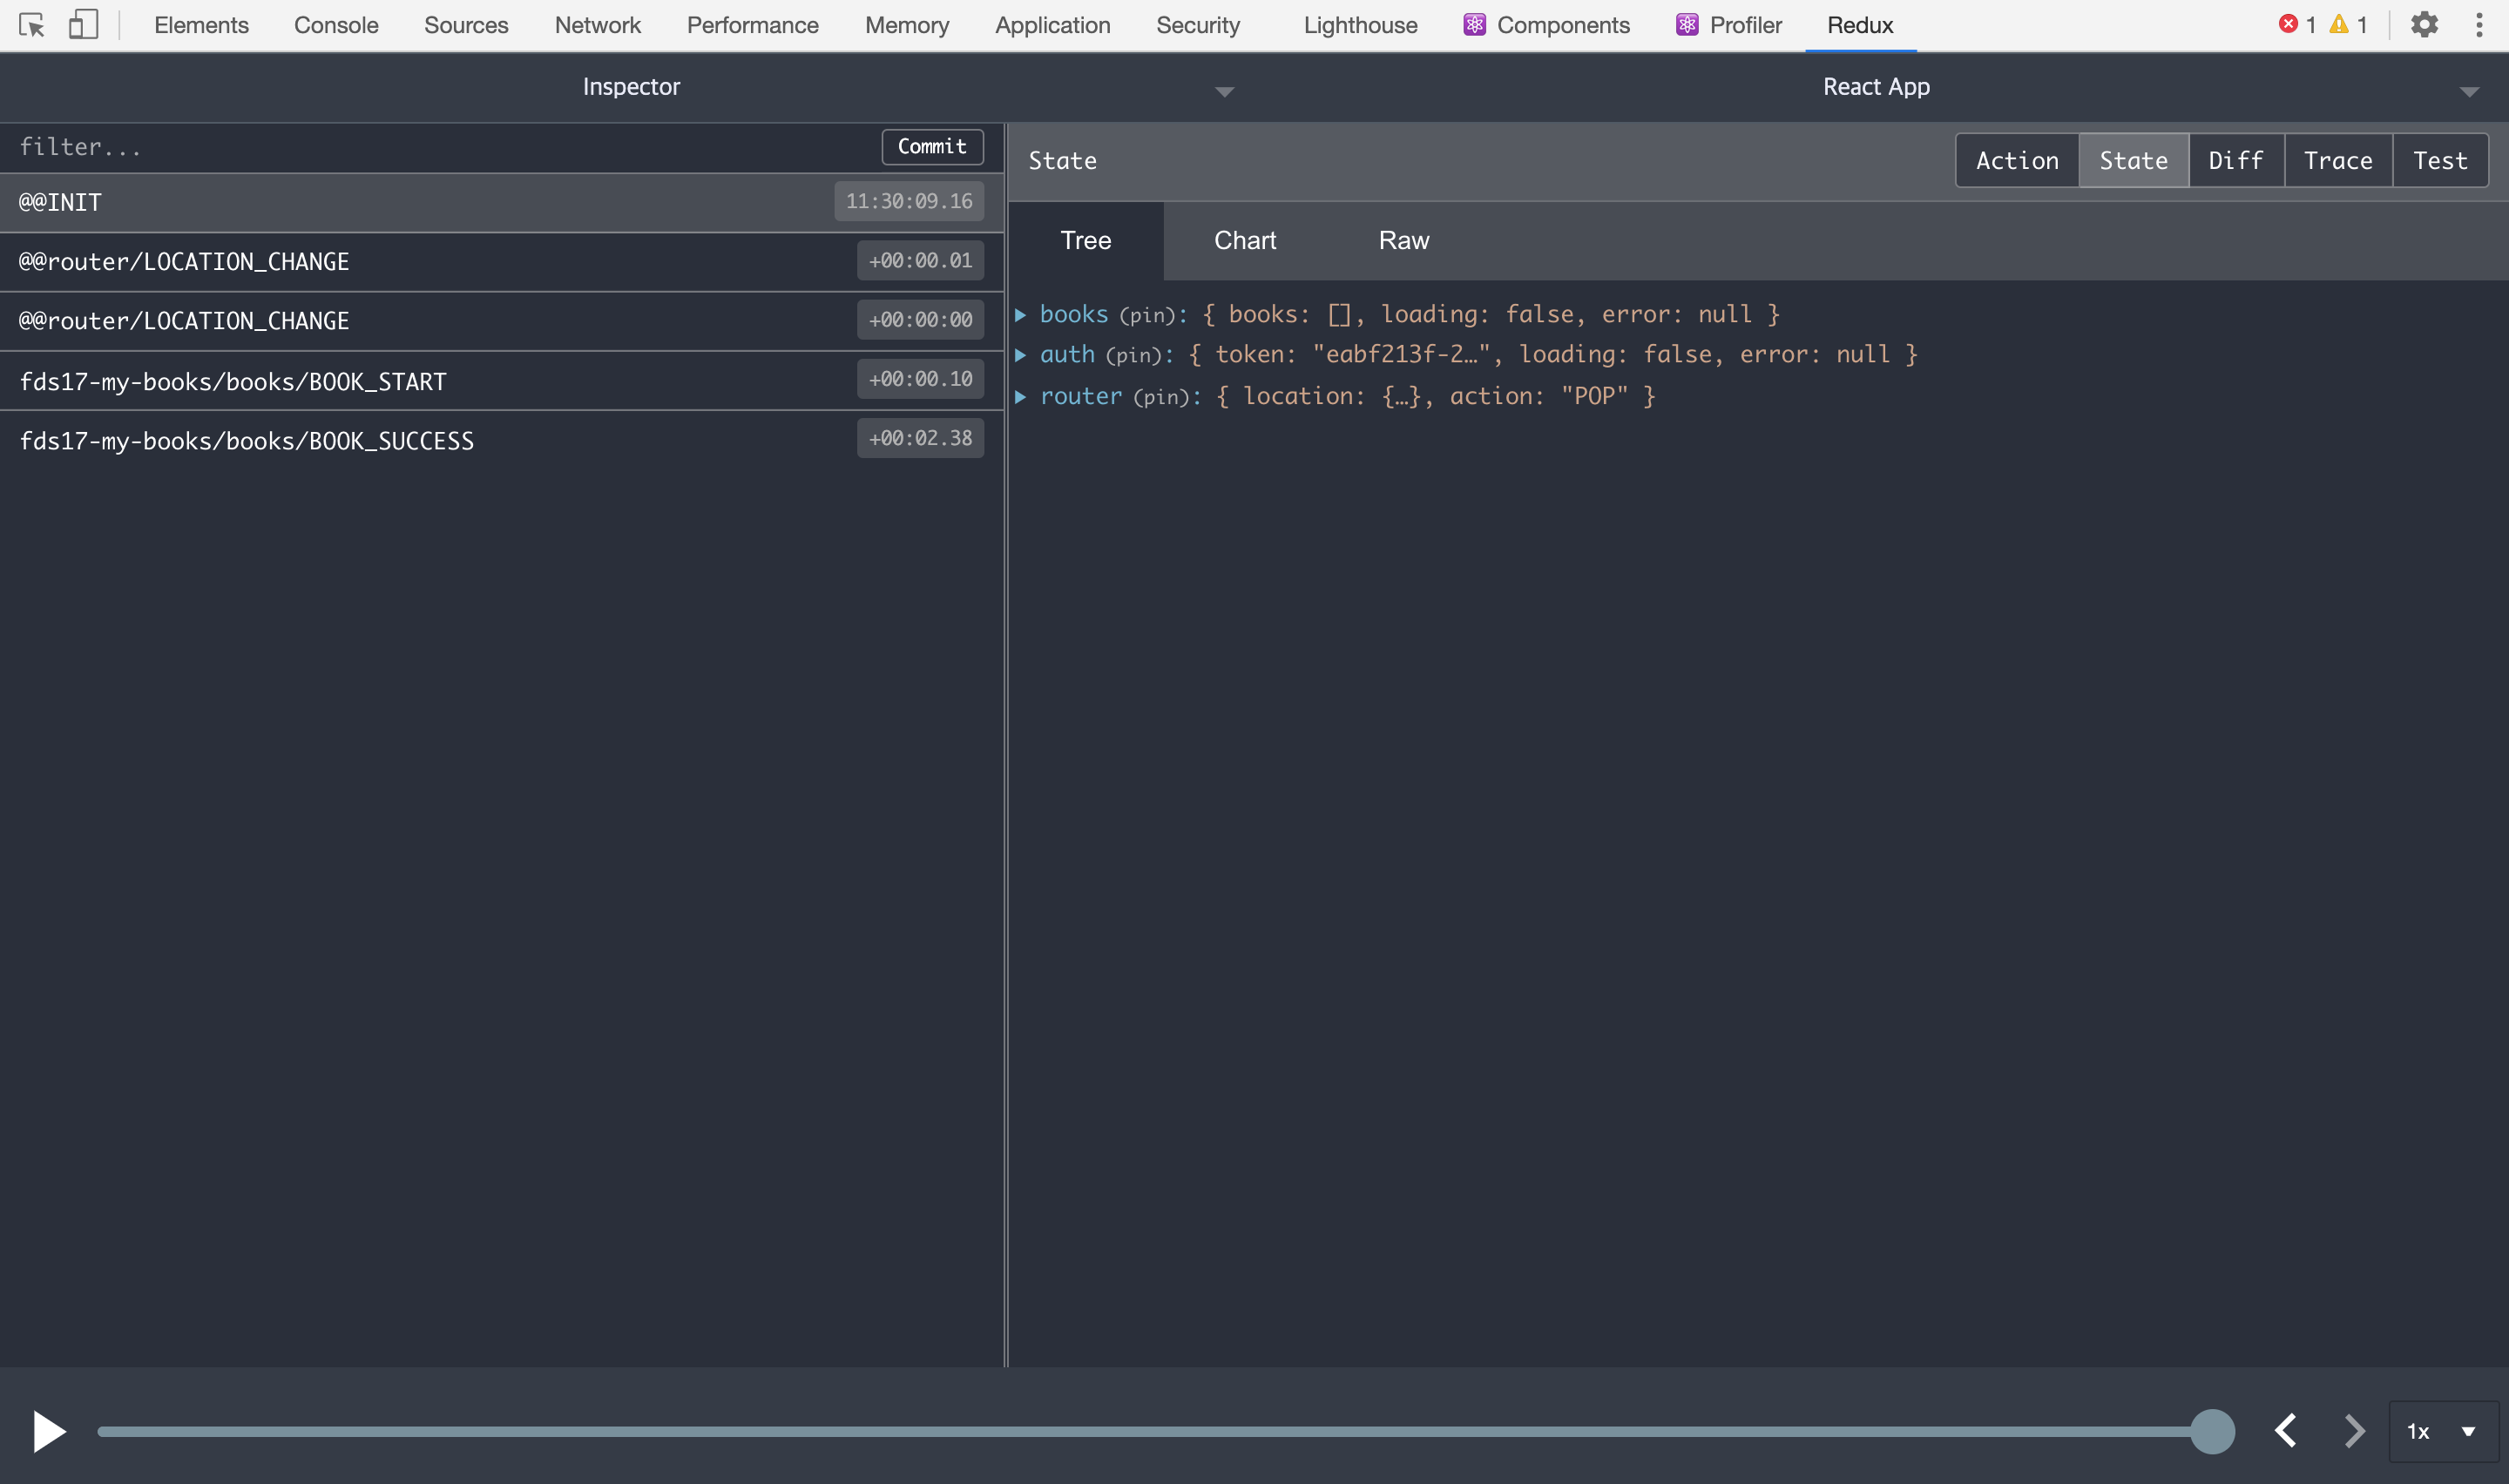 Elements Console Sources Network Performance Memory Application Security Lighthouse Components Profiler Redux 1 1
Inspector React App
filter... Commit
@@INIT 11:30:09.16
@@router/LOCATION_CHANGE +00:00.01
@@router/LOCATION_CHANGE +00:00:00
fds17-my-books/books/BOOK_START +00:00.10
fds17-my-books/books/BOOK_SUCCESS +00:02.38
State Action State Diff Trace Test
Tree Chart Raw
books (pin): { books: [], loading: false, error: null }
auth (pin): { token: "eabf213f-2…", loading: false, error: null }
router (pin): { location: {…}, action: "POP" }
1x